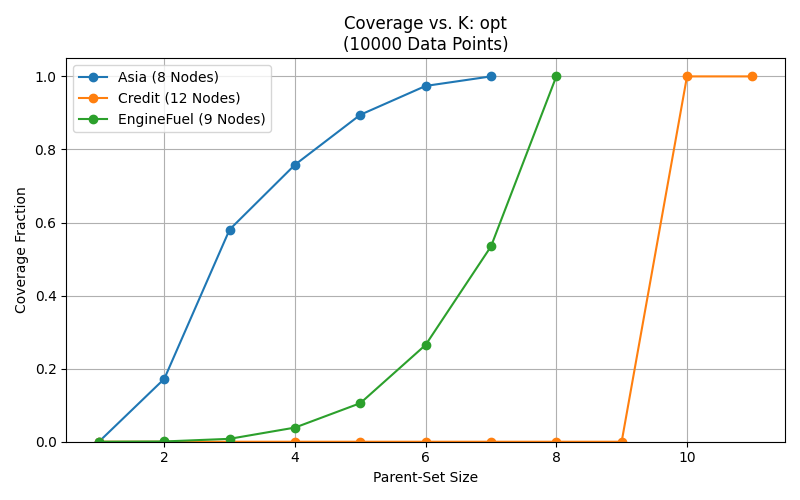 Coverage vs. K: opt
(10000 Data Points)
Asia (8 Nodes)
Credit (12 Nodes)
EngineFuel (9 Nodes)
Coverage Fraction
1.0
0.8
0.6
0.4
0.2
0.0
2 4 6 8 10
Parent-Set Size